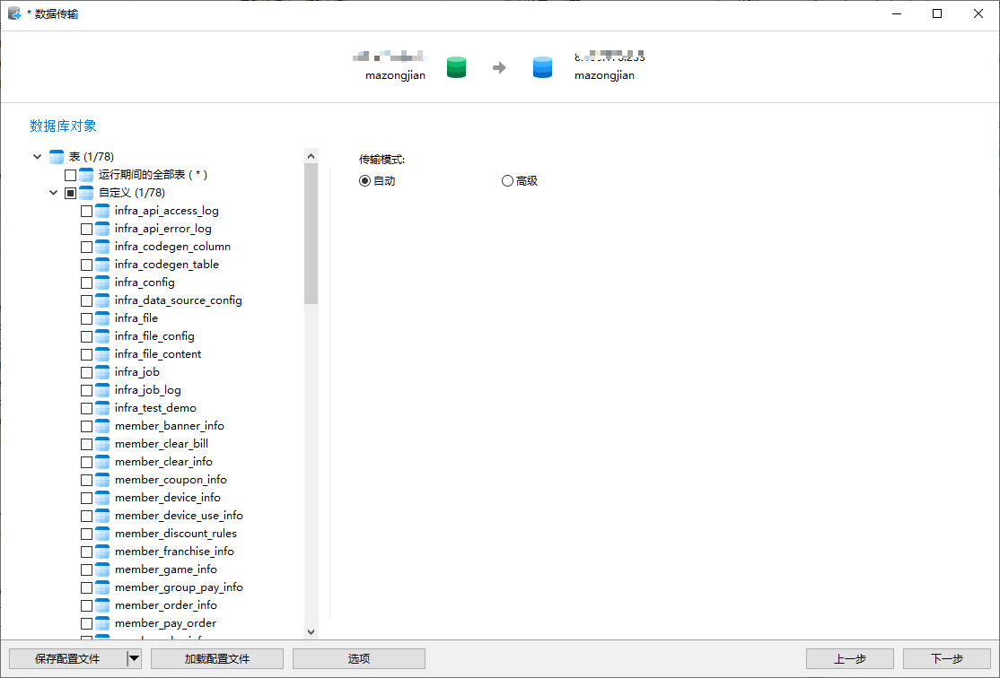 * 数据传输
mazongjian
mazongjian
数据库对象
表 (1/78)
运行期间的全部表 ( * )
自定义 (1/78)
infra_api_access_log
infra_api_error_log
infra_codegen_column
infra_codegen_table
infra_config
infra_data_source_config
infra_file
infra_file_config
infra_file_content
infra_job
infra_job_log
infra_test_demo
member_banner_info
member_clear_bill
member_clear_info
member_coupon_info
member_device_info
member_device_use_info
member_discount_rules
member_franchise_info
member_game_info
member_group_pay_info
member_order_info
member_pay_order
传输模式:
自动
高级
保存配置文件
加载配置文件
选项
上一步
下一步